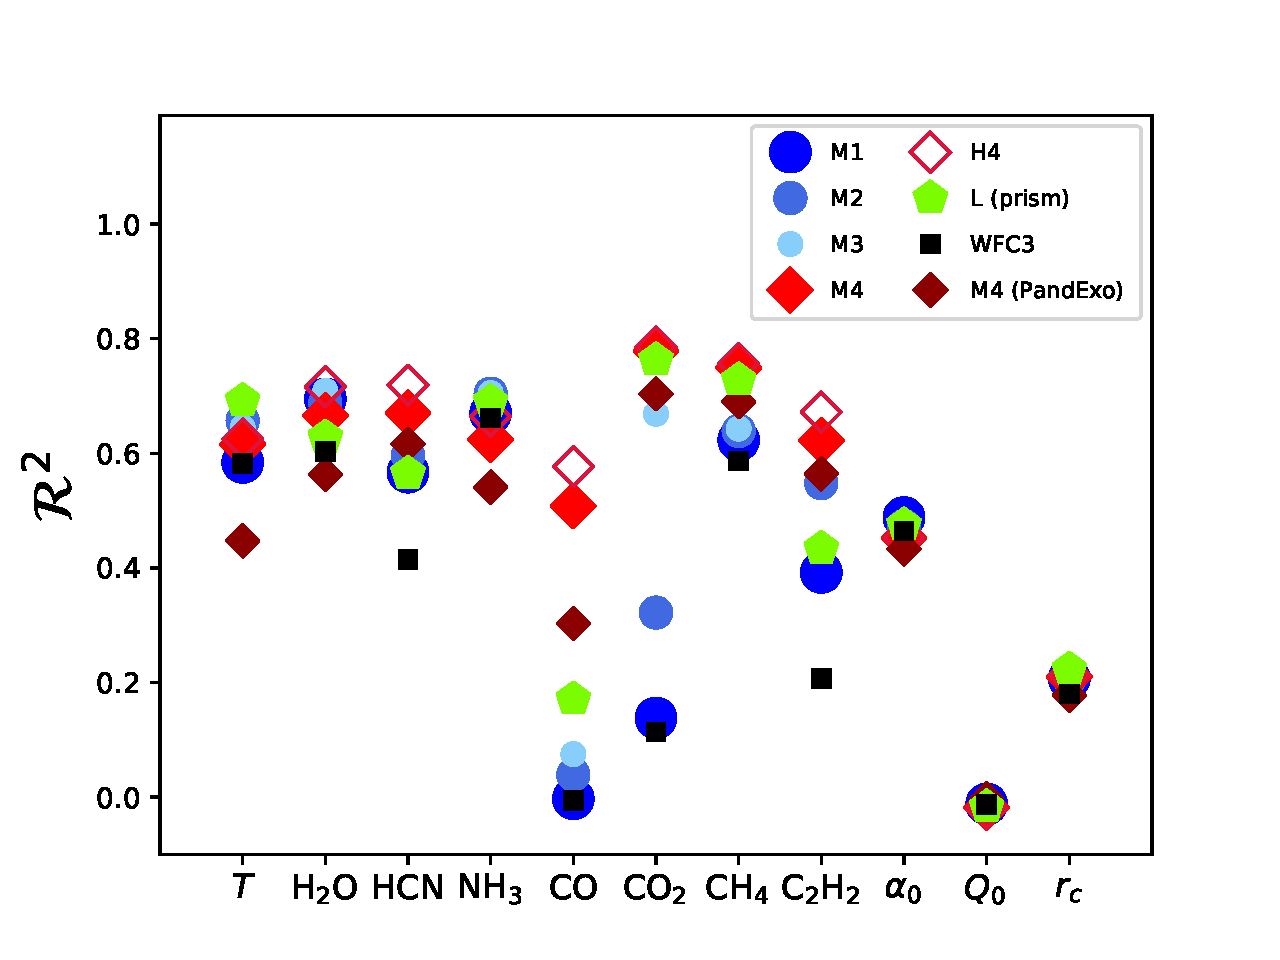 M1 H4
M2 L (prism)
M3 WFC3
M4 M4 (PandExo)
R²
1.0
0.8
0.6
0.4
0.2
0.0
T H₂O HCN NH₃ CO CO₂ CH₄ C₂H₂ α₀ Q₀ r_c